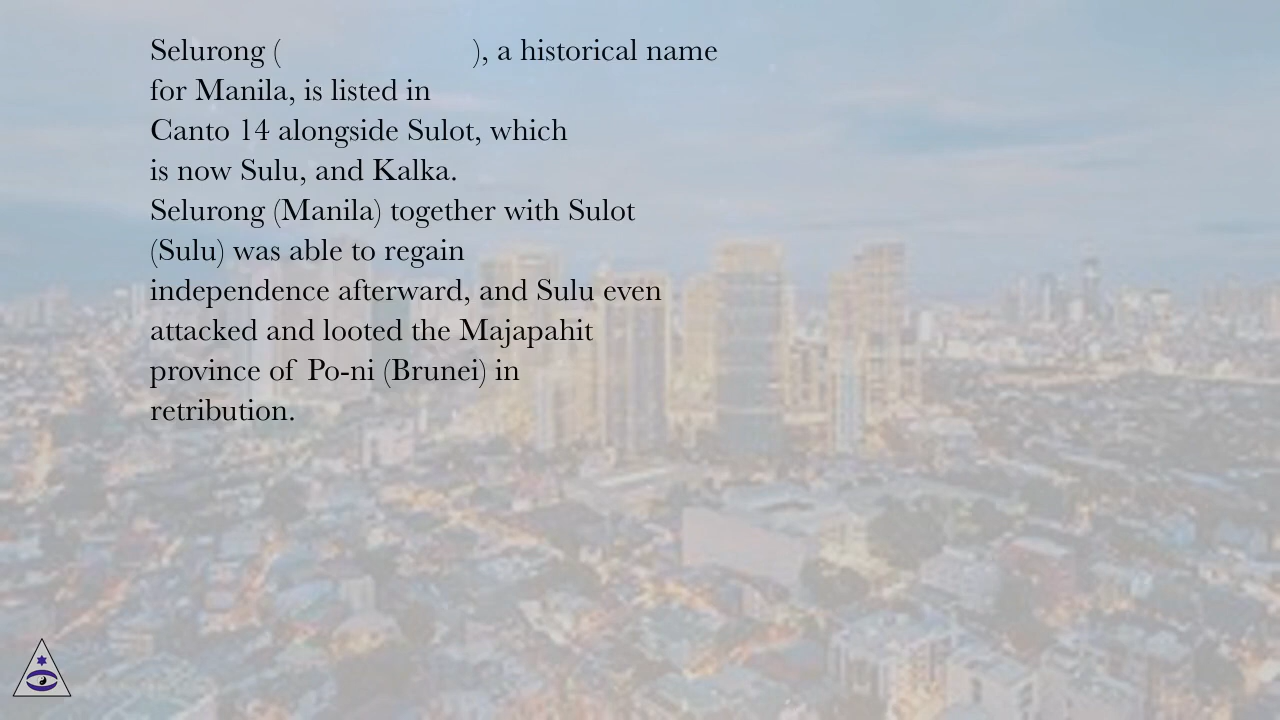 Selurong ( ), a historical name
for Manila, is listed in
Canto 14 alongside Sulot, which
is now Sulu, and Kalka.
Selurong (Manila) together with Sulot
(Sulu) was able to regain
independence afterward, and Sulu even
attacked and looted the Majapahit
province of Po-ni (Brunei) in
retribution.